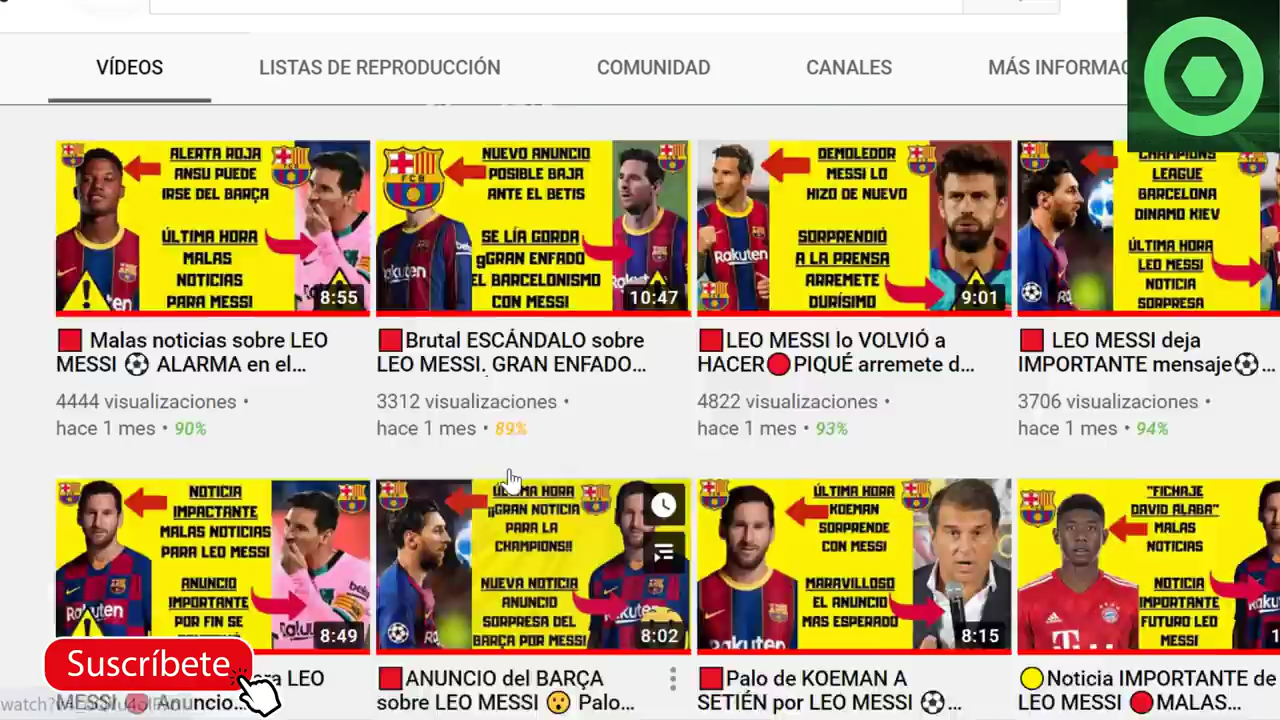 VÍDEOS
LISTAS DE REPRODUCCIÓN
COMUNIDAD
CANALES
MÁS INFORMAC
ALERTA ROJA
ANSU PUEDE
IRSE DEL BARÇA
ÚLTIMA HORA
MALAS
NOTICIAS
PARA MESSI
8:55
NUEVO ANUNCIO
POSIBLE BAJA
ANTE EL BETIS
SE LÍA GORDA
gGRAN ENFADO
EL BARCELONISMO
CON MESSI
10:47
DEMOLEDOR
MESSI LO
HIZO DE NUEVO
SORPRENDIÓ
A LA PRENSA
ARREMETE
DURÍSIMO
9:01
CHAMPIONS
LEAGUE
BARCELONA
DINAMO KIEV
ÚLTIMA HORA
LEO MESSI
NOTICIA
SORPRESA
🟥 Malas noticias sobre LEO
MESSI ⚽ ALARMA en el...
4444 visualizaciones •
hace 1 mes • 90%
🟥Brutal ESCÁNDALO sobre
LEO MESSI. GRAN ENFADO...
3312 visualizaciones •
hace 1 mes • 89%
🟥LEO MESSI lo VOLVIÓ a
HACER🔴PIQUÉ arremete d...
4822 visualizaciones •
hace 1 mes • 93%
🟥 LEO MESSI deja
IMPORTANTE mensaje⚽...
3706 visualizaciones •
hace 1 mes • 94%
NOTICIA
IMPACTANTE
MALAS NOTICIAS
PARA LEO MESSI
ANUNCIO
IMPORTANTE
POR FIN SE
8:49
ÚLTIMA HORA
¡¡GRAN NOTICIA
PARA LA
CHAMPIONS!!
NUEVA NOTICIA
ANUNCIO
SORPRESA DEL
BARÇA POR MESSI
8:02
ÚLTIMA HORA
KOEMAN
SORPRENDE
CON MESSI
MARAVILLOSO
EL ANUNCIO
MAS ESPERADO
8:15
"FICHAJE
DAVID ALABA"
MALAS
NOTICIAS
NOTICIA
IMPORTANTE
FUTURO LEO
MESSI
Suscríbete
LEO
MESSI 🔴 Anuncio...
🟥ANUNCIO del BARÇA
sobre LEO MESSI 😮 Palo...
🟥Palo de KOEMAN A
SETIÉN por LEO MESSI ⚽...
🟡Noticia IMPORTANTE de
LEO MESSI 🔴MALAS...